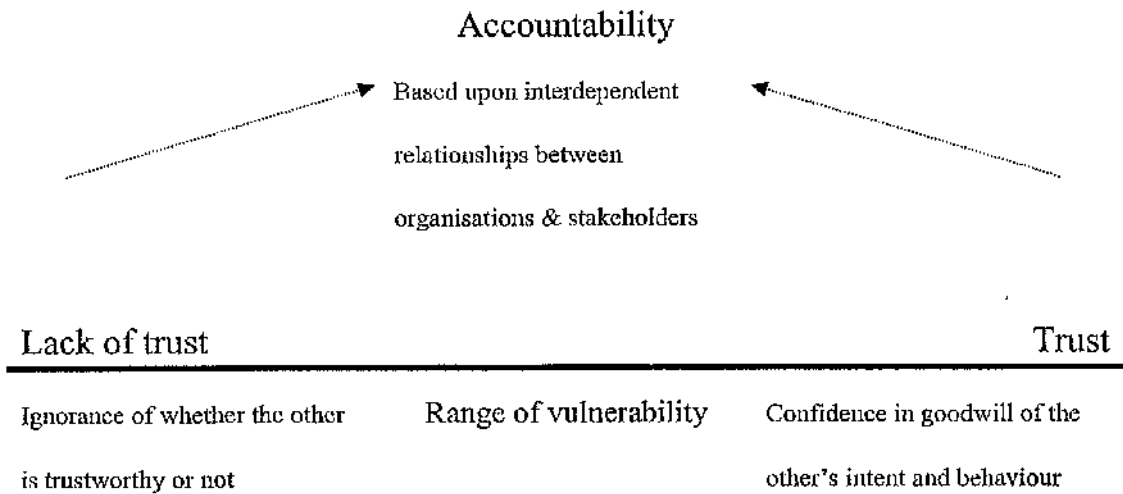 Accountability
Based upon interdependent
relationships between
organisations & stakeholders
Lack of trust
Trust
Ignorance of whether the other
is trustworthy or not
Range of vulnerability
Confidence in goodwill of the
other's intent and behaviour